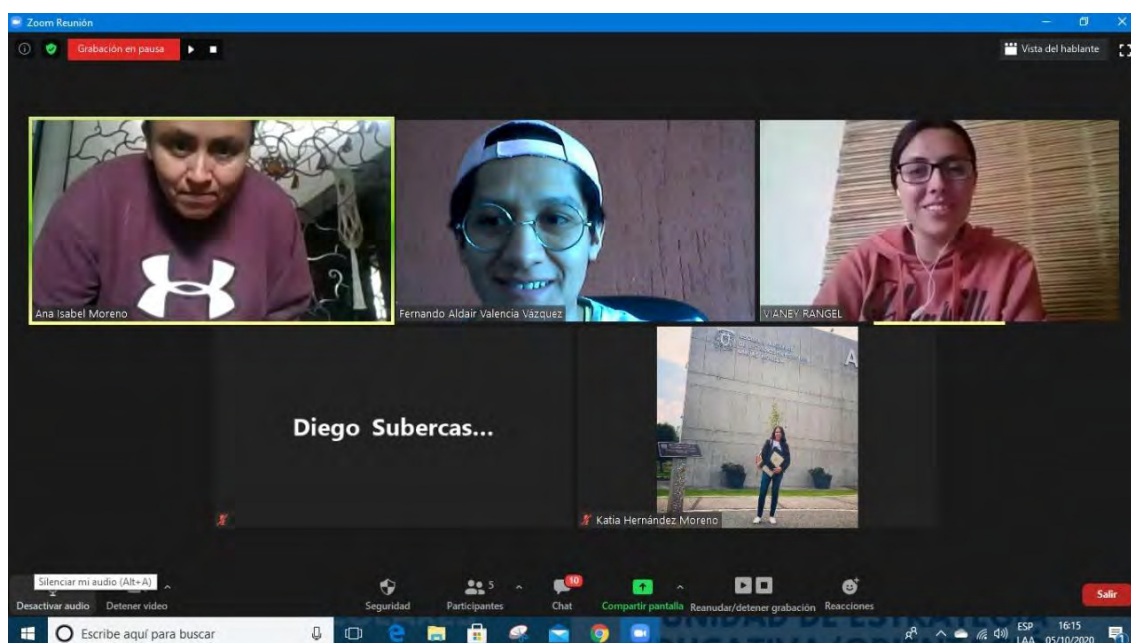 Zoom Reunión
Grabación en pausa
Vista del hablante
Ana Isabel Moreno
Fernando Aldair Valencia Vázquez
VIANEY RANGEL
Diego Subercas...
A
Katia Hernández Moreno
Silenciar mi audio (Alt+A)
5
10
Desactivar audio
Detener video
Seguridad
Participantes
Chat
Compartir pantalla
Reanudar/detener grabación
Reacciones
Salir
Escribe aquí para buscar
ESP
LAA
16:15
05/10/2020
1